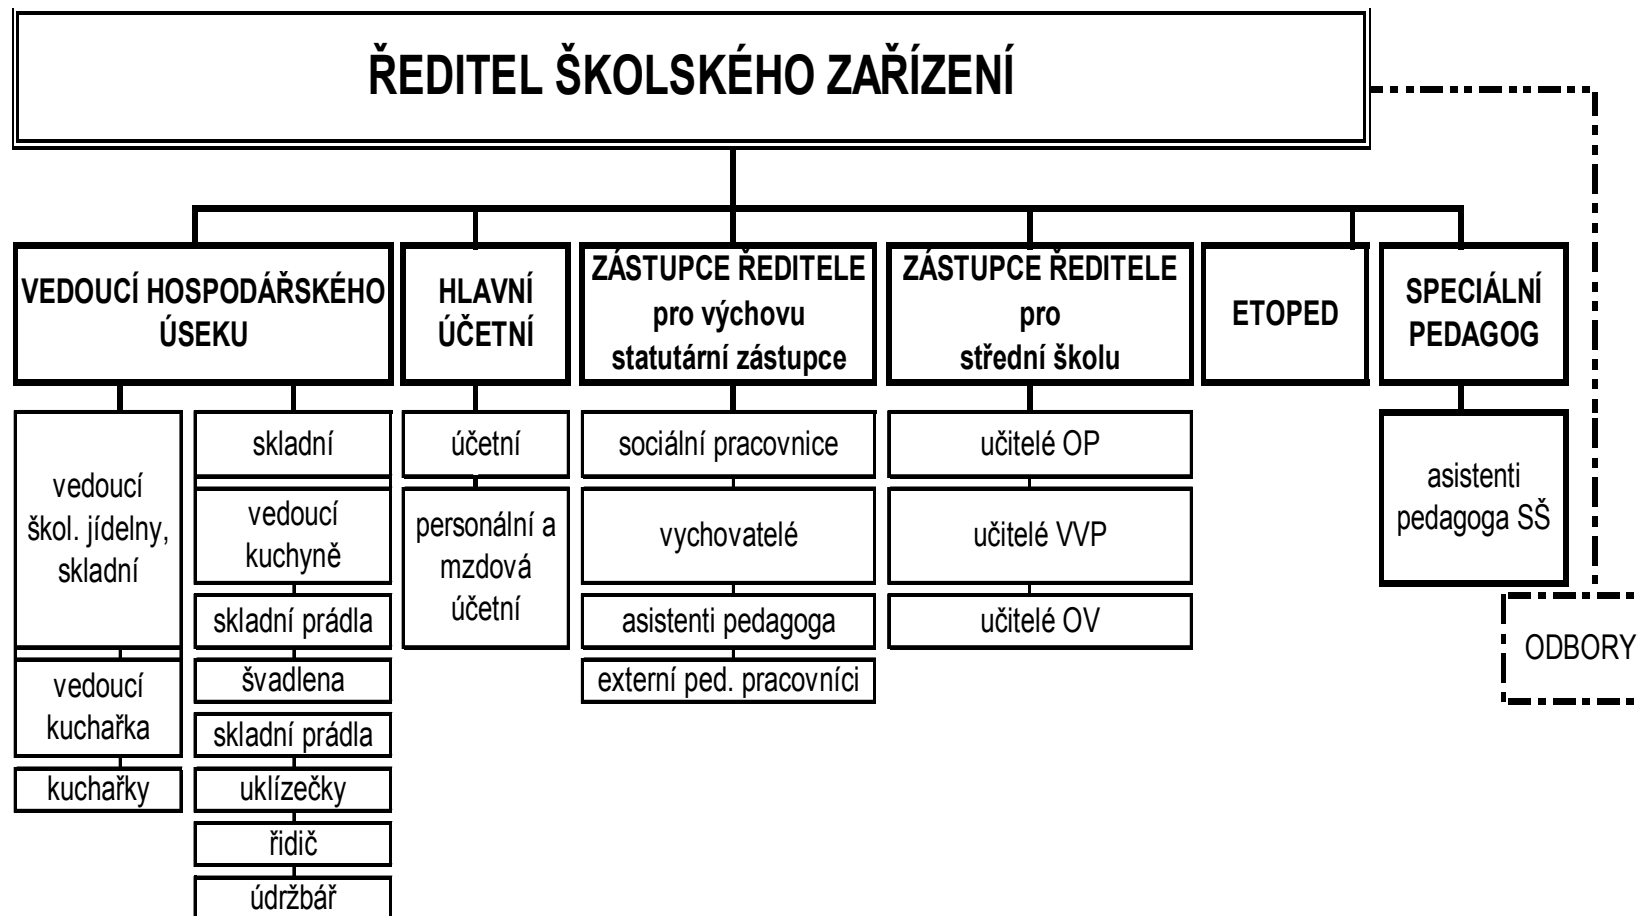 ŘEDITEL ŠKOLSKÉHO ZAŘÍZENÍ
VEDOUCÍ HOSPODÁŘSKÉHO
ÚSEKU
HLAVNÍ
ÚČETNÍ
ZÁSTUPCE ŘEDITELE
pro výchovu
statutární zástupce
ZÁSTUPCE ŘEDITELE
pro
střední školu
ETOPED
SPECIÁLNÍ
PEDAGOG
vedoucí
škol. jídelny,
skladní
vedoucí
kuchařka
kuchařky
skladní
vedoucí
kuchyně
skladní prádla
švadlena
skladní prádla
uklízečky
řidič
údržbář
účetní
personální a
mzdová
účetní
sociální pracovnice
vychovatelé
asistenti pedagoga
externí ped. pracovníci
učitelé OP
učitelé VVP
učitelé OV
asistenti
pedagoga SŠ
ODBORY